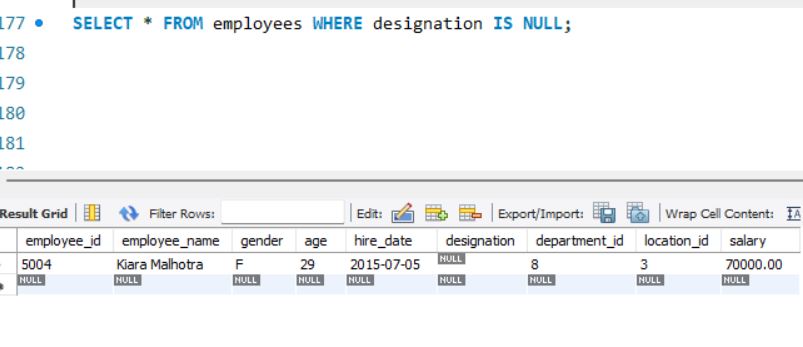 177 SELECT * FROM employees WHERE designation IS NULL;
178
179
180
181
Result Grid Filter Rows: Edit: Export/Import: Wrap Cell Content:
employee_id employee_name gender age hire_date designation department_id location_id salary
5004 Kiara Malhotra F 29 2015-07-05 NULL 8 3 70000.00
NULL NULL NULL NULL NULL NULL NULL NULL NULL